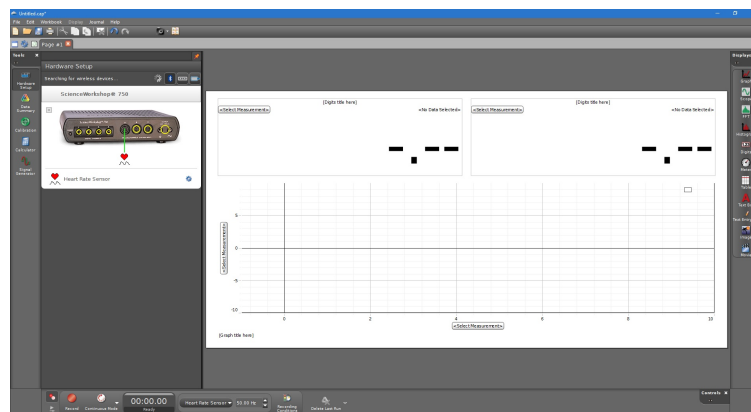 Untitled.cap*
File Edit Workbook Display Journal Help
Page #1
Tools
Hardware Setup
Searching for wireless devices...
ScienceWorkshop® 750
Heart Rate Sensor
Hardware
Setup
Data
Summary
Calibration
Calculator
Signal
Generator
[Digits title here]
<Select Measurement>
<No Data Selected>
[Digits title here]
<Select Measurement>
<No Data Selected>
<Select Measurement>
5
0
-5
-10
0
2
4
6
8
10
<Select Measurement>
[Graph title here]
Displays
Controls
Record
Continuous Mode
00:00.00
Ready
Heart Rate Sensor
50.00 Hz
Recording
Conditions
Delete Last Run